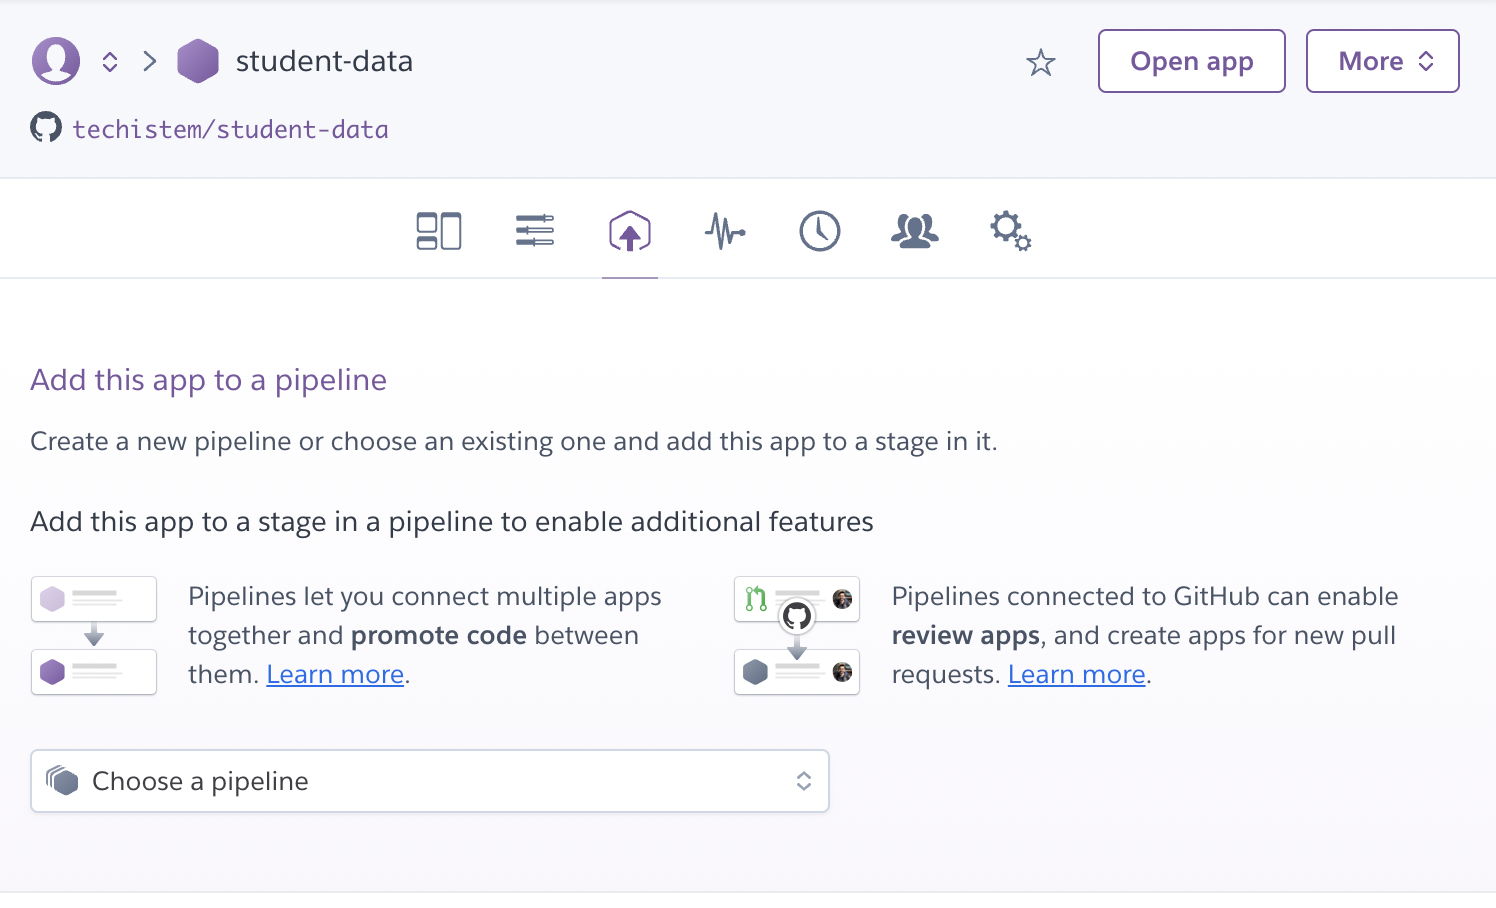 student-data
Open app
More
techistem/student-data
Add this app to a pipeline
Create a new pipeline or choose an existing one and add this app to a stage in it.
Add this app to a stage in a pipeline to enable additional features
Pipelines let you connect multiple apps
together and promote code between
them. Learn more.
Pipelines connected to GitHub can enable
review apps, and create apps for new pull
requests. Learn more.
Choose a pipeline